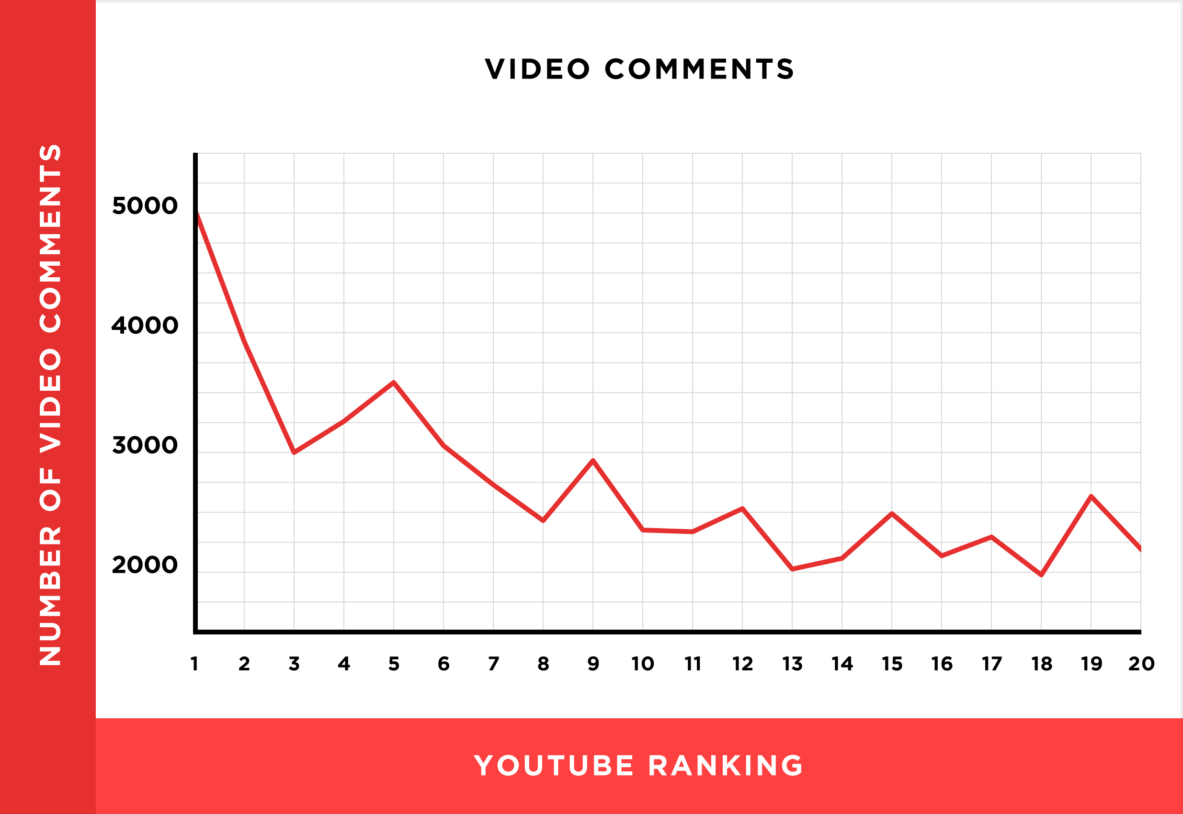 VIDEO COMMENTS
NUMBER OF VIDEO COMMENTS
5000
4000
3000
2000
1 2 3 4 5 6 7 8 9 10 11 12 13 14 15 16 17 18 19 20
YOUTUBE RANKING